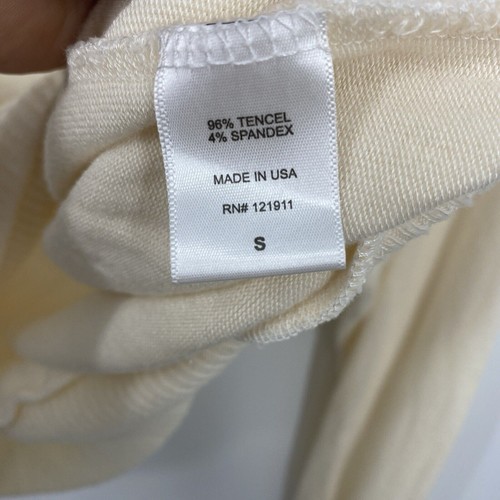 96% TENCEL
4% SPANDEX
MADE IN USA
RN# 121911
S